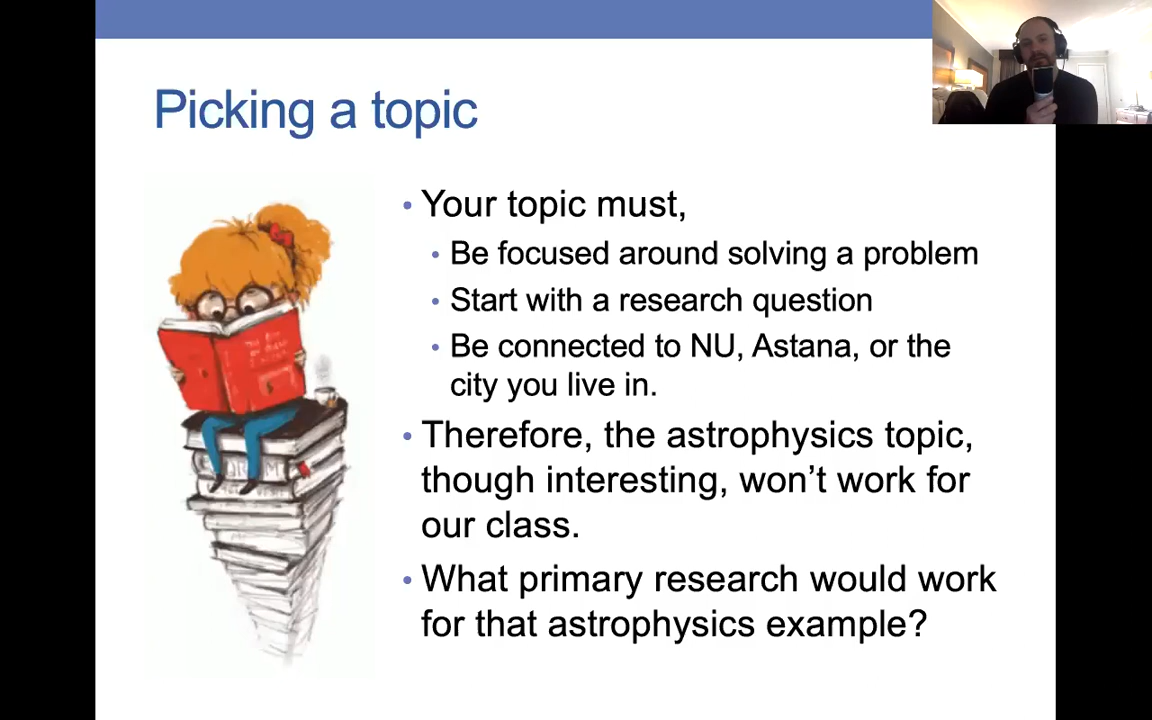 Picking a topic
• Your topic must,
• Be focused around solving a problem
• Start with a research question
• Be connected to NU, Astana, or the
city you live in.
• Therefore, the astrophysics topic,
though interesting, won't work for
our class.
• What primary research would work
for that astrophysics example?